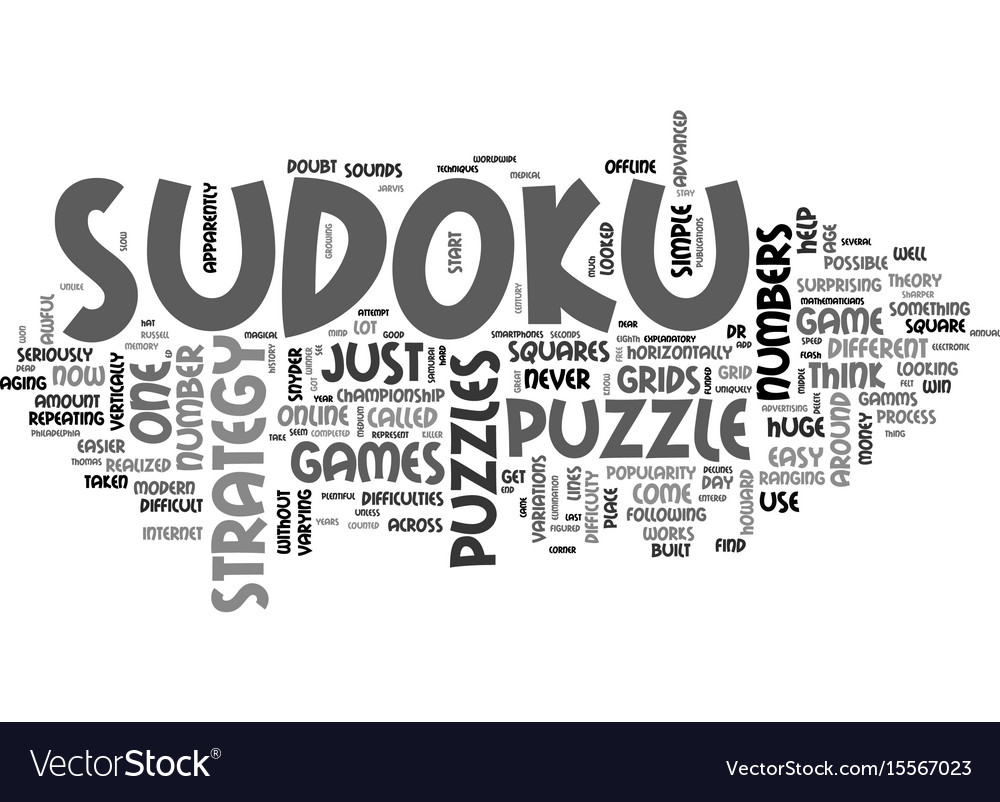 ADVANCED
WORLDWIDE
DOUBT
SOUNDS
TECHNIQUES
MEDICAL
OFFLINE
JARVIS
STAY
SUDOKU
APPARENTLY
SLOW
GROWING
START
MUCH
LOOKED
SIMPLE
PUBLICATIONS
HELP
AGE
SEVERAL
NUMBERS
POSSIBLE
WELL
UNLIKE
SURPRISING
THEORY
CENTURY
SHARPER
AWFUL
HAT
ATTEMPT
MATHEMATICIANS
SOMETHING
WON
RUSSELL
MAGICAL
MIND
LOT
GOOD
SMARTPHONES
SECONDS
NEAR
DR
GAME
SQUARE
ANNUAL
SERIOUSLY
MEMORY
ED
HISTORY
SEE
JUST
SAMURAI
HARD
SQUARES
EIGHTH
EXPLANATORY
ADD
SPEED
DIFFERENT
ELECTRONIC
DEAD
HORIZONTALLY
FLASH
AGING
NOW
VERTICALLY
ONE
NUMBER
STRATEGY
SNYDER
GOT
WINNER
PUZZLES
GREAT
NEVER
KNOW
FREE
GRIDS
FUNDED
GRID
UNIQUELY
MIDDLE
THINK
LOOKING
FELT
WIN
AMOUNT
YEAR
CHAMPIONSHIP
DELETE
GAMMS
REPEATING
ONLINE
MEDIUM
CALLED
PUZZLE
ADVERTISING
AROUND
PROCESS
PHILADELPHIA
TAKE
SEEM
COMPLETED
REPRESENT
KILLER
HUGE
MONEY
THING
EASIER
THOMAS
REALIZED
GAMES
EASY
TAKEN
MODERN
GET
END
VARIATIONS
LINES
POPULARITY
DECLINES
DAY
RANGING
DIFFICULT
WITHOUT
VARYING
PLENTIFUL
DIFFICULTIES
UNLESS
CAME
ELIMINATION
DIFFICULTY
PLACE
COME
ENTERED
HOWARD
USE
INTERNET
YEARS
COUNTED
ACROSS
LAST
FIGURED
FOLLOWING
WORKS
CORNER
BUILT
FIND
VectorStock®
VectorStock.com/15567023